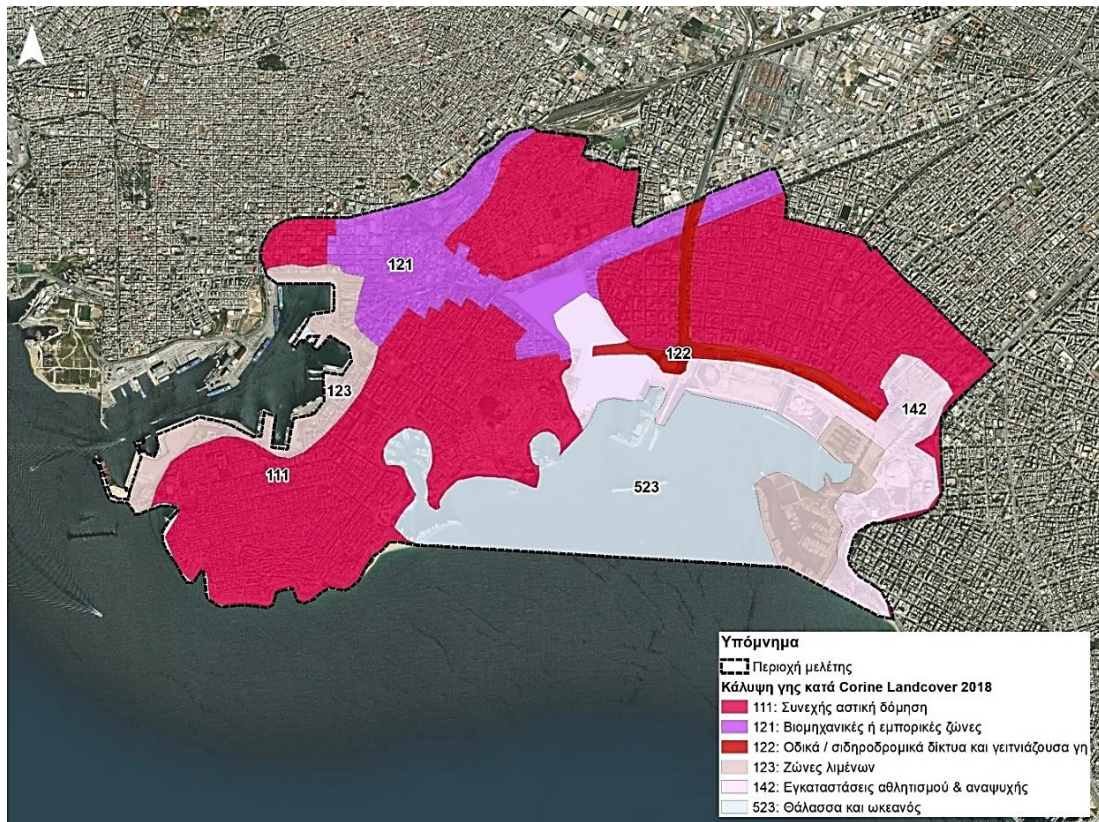 121
122
123
142
111
523
Υπόμνημα
Περιοχή μελέτης
Κάλυψη γης κατά Corine Landcover 2018
111: Συνεχής αστική δόμηση
121: Βιομηχανικές ή εμπορικές ζώνες
122: Οδικά / σιδηροδρομικά δίκτυα και γειτνιάζουσα γη
123: Ζώνες λιμένων
142: Εγκαταστάσεις αθλητισμού & αναψυχής
523: Θάλασσα και ωκεανός